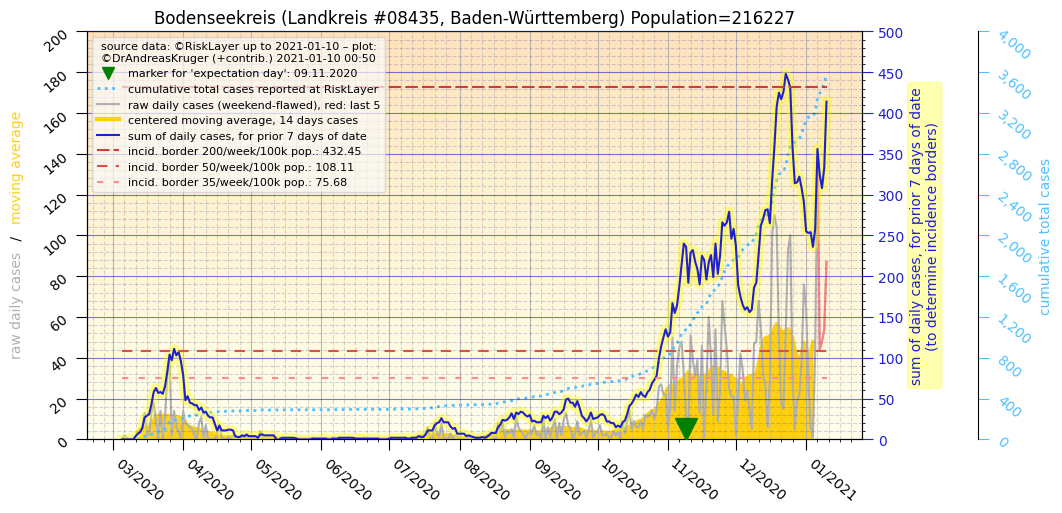 Bodenseekreis (Landkreis #08435, Baden-Württemberg) Population=216227
source data: ©RiskLayer up to 2021-01-10 – plot:
©DrAndreasKruger (+contrib.) 2021-01-10 00:50
marker for 'expectation day': 09.11.2020
cumulative total cases reported at RiskLayer
raw daily cases (weekend-flawed), red: last 5
centered moving average, 14 days cases
sum of daily cases, for prior 7 days of date
incid. border 200/week/100k pop.: 432.45
incid. border 50/week/100k pop.: 108.11
incid. border 35/week/100k pop.: 75.68
raw daily cases / moving average
200
180
160
140
120
100
80
60
40
20
0
03/2020
04/2020
05/2020
06/2020
07/2020
08/2020
09/2020
10/2020
11/2020
12/2020
01/2021
500
450
400
350
300
250
200
150
100
50
0
sum of daily cases, for prior 7 days of date
(to determine incidence borders)
4,000
3,600
3,200
2,800
2,400
2,000
1,600
1,200
800
400
0
cumulative total cases